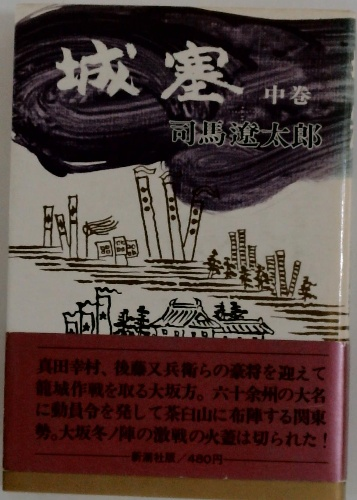 城塞 中巻
司馬遼太郎
真田幸村、後藤又兵衛らの豪将を迎えて
籠城作戦を取る大坂方。六十余州の大名
に動員令を発して茶臼山に布陣する関東
勢。大坂冬ノ陣の激戦の火蓋は切られた！
新潮社版/480円